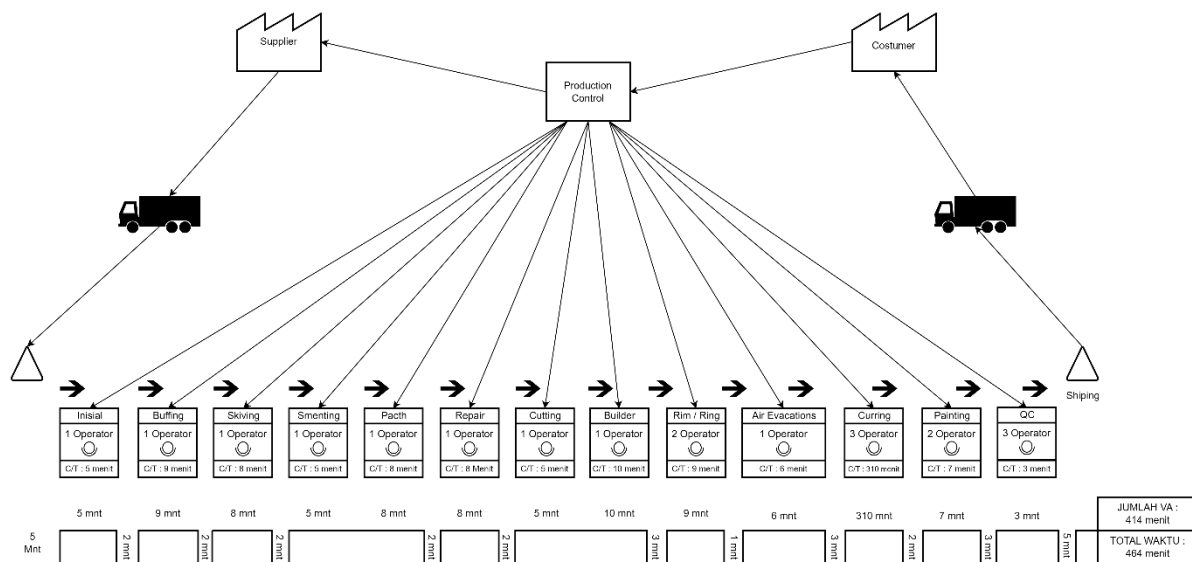 Supplier
Costumer
Production
Control
Shiping
Inisial
1 Operator
C/T : 5 menit
Buffing
1 Operator
C/T : 9 menit
Skiving
1 Operator
C/T : 8 menit
Smenting
1 Operator
C/T : 5 menit
Pacth
1 Operator
C/T : 8 menit
Repair
1 Operator
C/T : 8 Menit
Cutting
1 Operator
C/T : 5 menit
Builder
1 Operator
C/T : 10 menit
Rim / Ring
2 Operator
C/T : 9 menit
Air Evacations
1 Operator
C/T : 6 menit
Curring
3 Operator
C/T : 310 menit
Painting
2 Operator
C/T : 7 menit
QC
3 Operator
C/T : 3 menit
5 mnt
9 mnt
8 mnt
5 mnt
8 mnt
8 mnt
5 mnt
10 mnt
9 mnt
6 mnt
310 mnt
7 mnt
3 mnt
JUMLAH VA :
414 menit
5
Mnt
2 mnt
2 mnt
2 mnt
2 mnt
2 mnt
3 mnt
1 mnt
3 mnt
2 mnt
3 mnt
5 mnt
TOTAL WAKTU :
464 menit